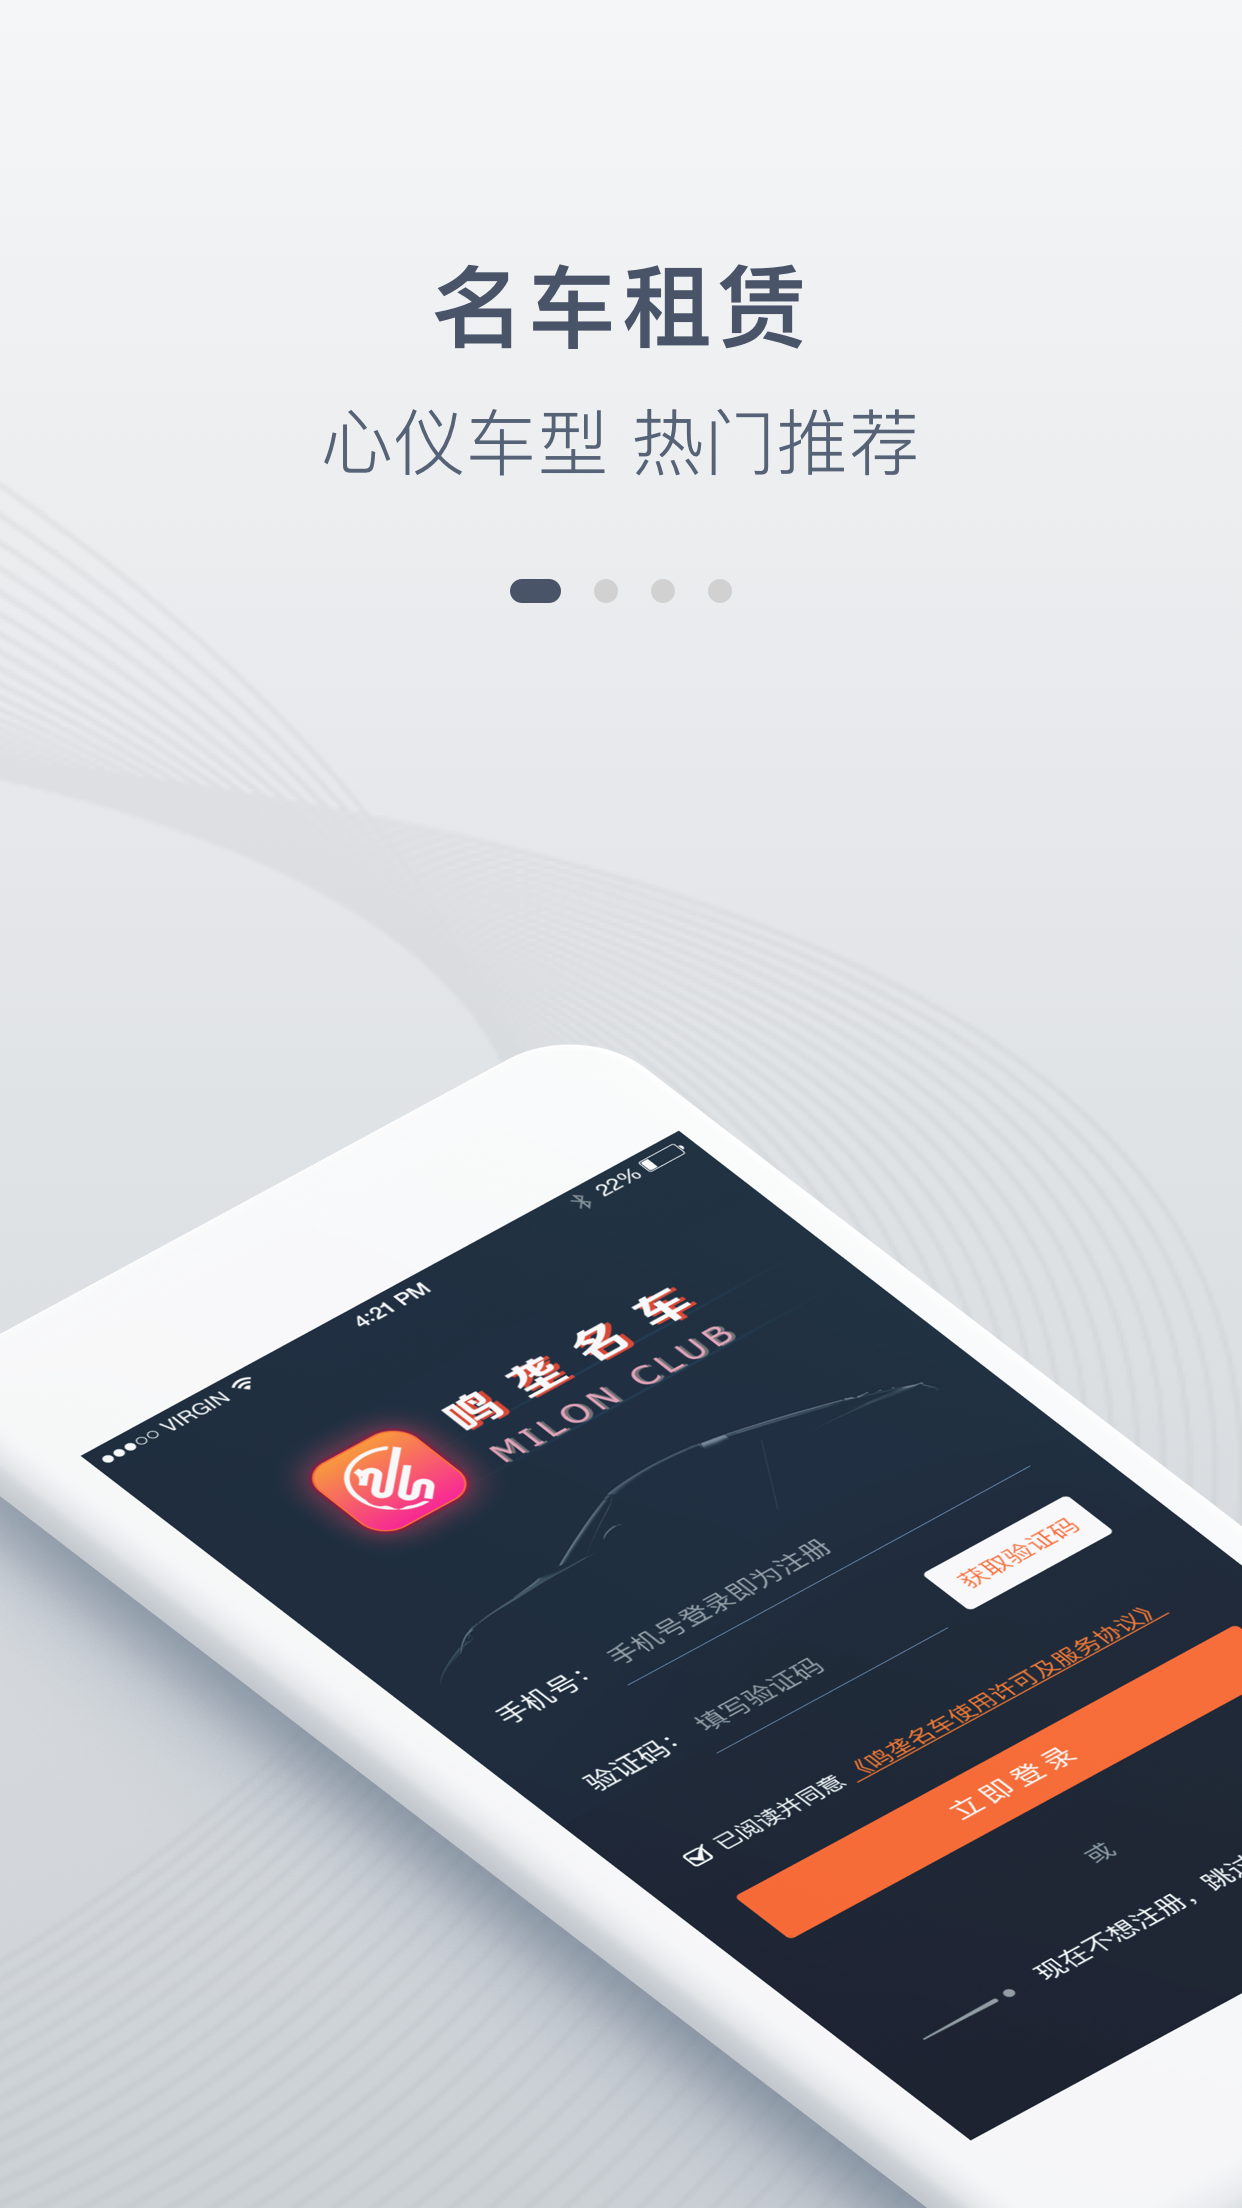 名车租赁
心仪车型 热门推荐
VIRGIN 4:21 PM 22%
鸣垄名车
MILON CLUB
手机号： 手机号登录即为注册
验证码： 填写验证码 获取验证码
已阅读并同意 《鸣垄名车使用许可及服务协议》
立即登录
或
现在不想注册，跳过